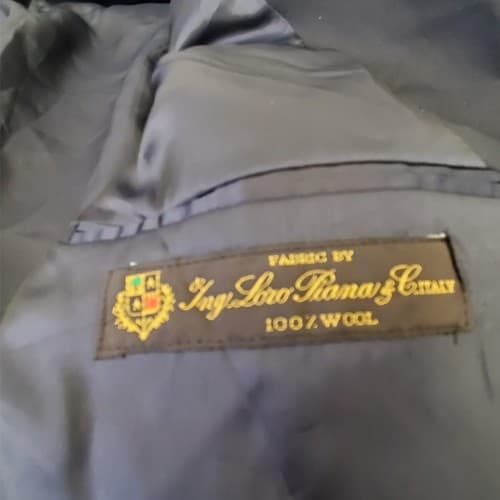 FABRIC BY
Ing. Loro Piana & C. ITALY
100% WOOL